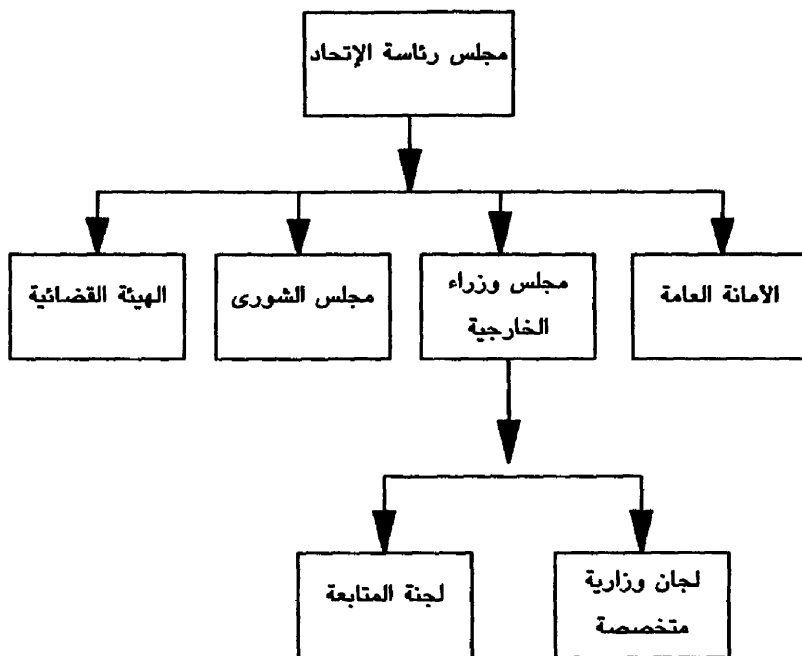 مجلس رئاسة الإتحاد
الأمانة العامة
مجلس وزراء
الخارجية
مجلس الشورى
الهيئة القضائية
لجان وزارية
متخصصة
لجنة المتابعة